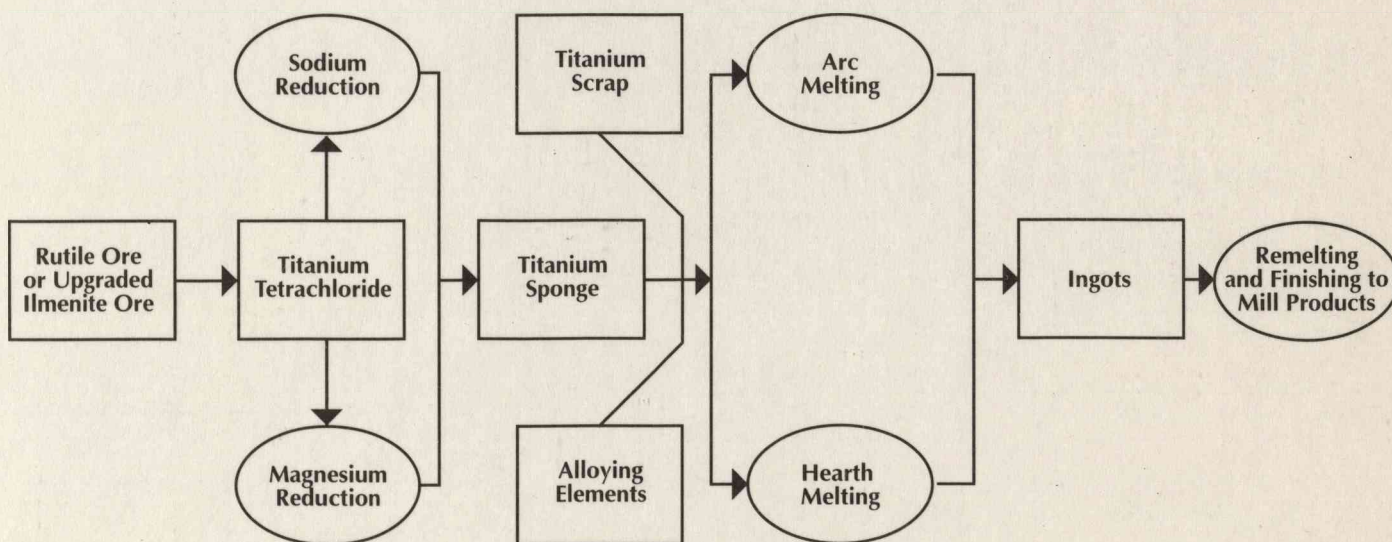 Sodium
Reduction
Titanium
Scrap
Arc
Melting
Rutile Ore
or Upgraded
Ilmenite Ore
Titanium
Tetrachloride
Titanium
Sponge
Ingots
Remelting
and Finishing to
Mill Products
Magnesium
Reduction
Alloying
Elements
Hearth
Melting